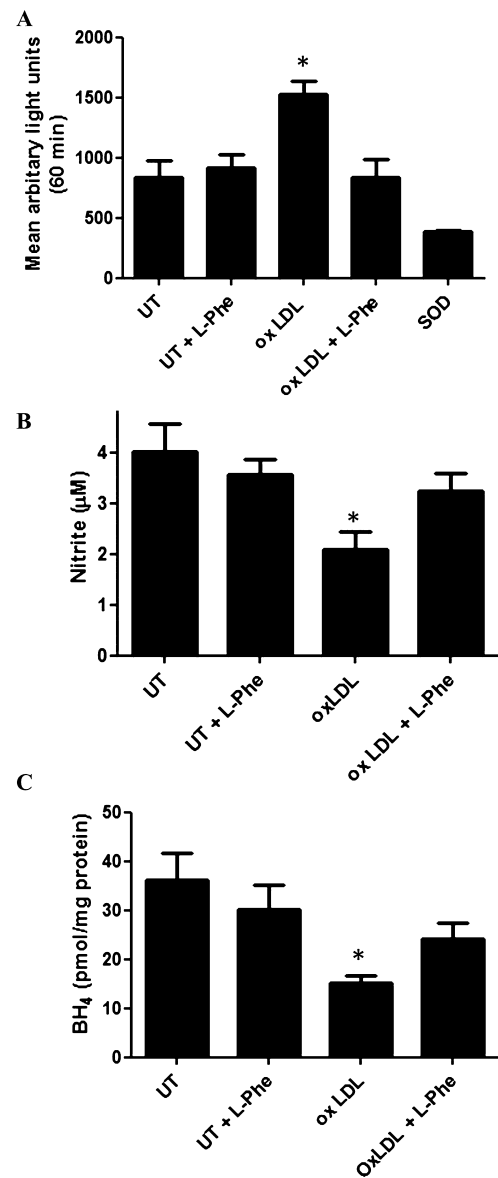 A
Mean arbitary light units
(60 min)
2000
1500
1000
500
0
*
UT
UT + L-Phe
ox LDL
ox LDL + L-Phe
SOD
B
Nitrite (μM)
4
3
2
1
0
*
UT
UT + L-Phe
oxLDL
ox LDL + L-Phe
C
BH4 (pmol/mg protein)
50
40
30
20
10
0
*
UT
UT + L-Phe
ox LDL
OxLDL + L-Phe